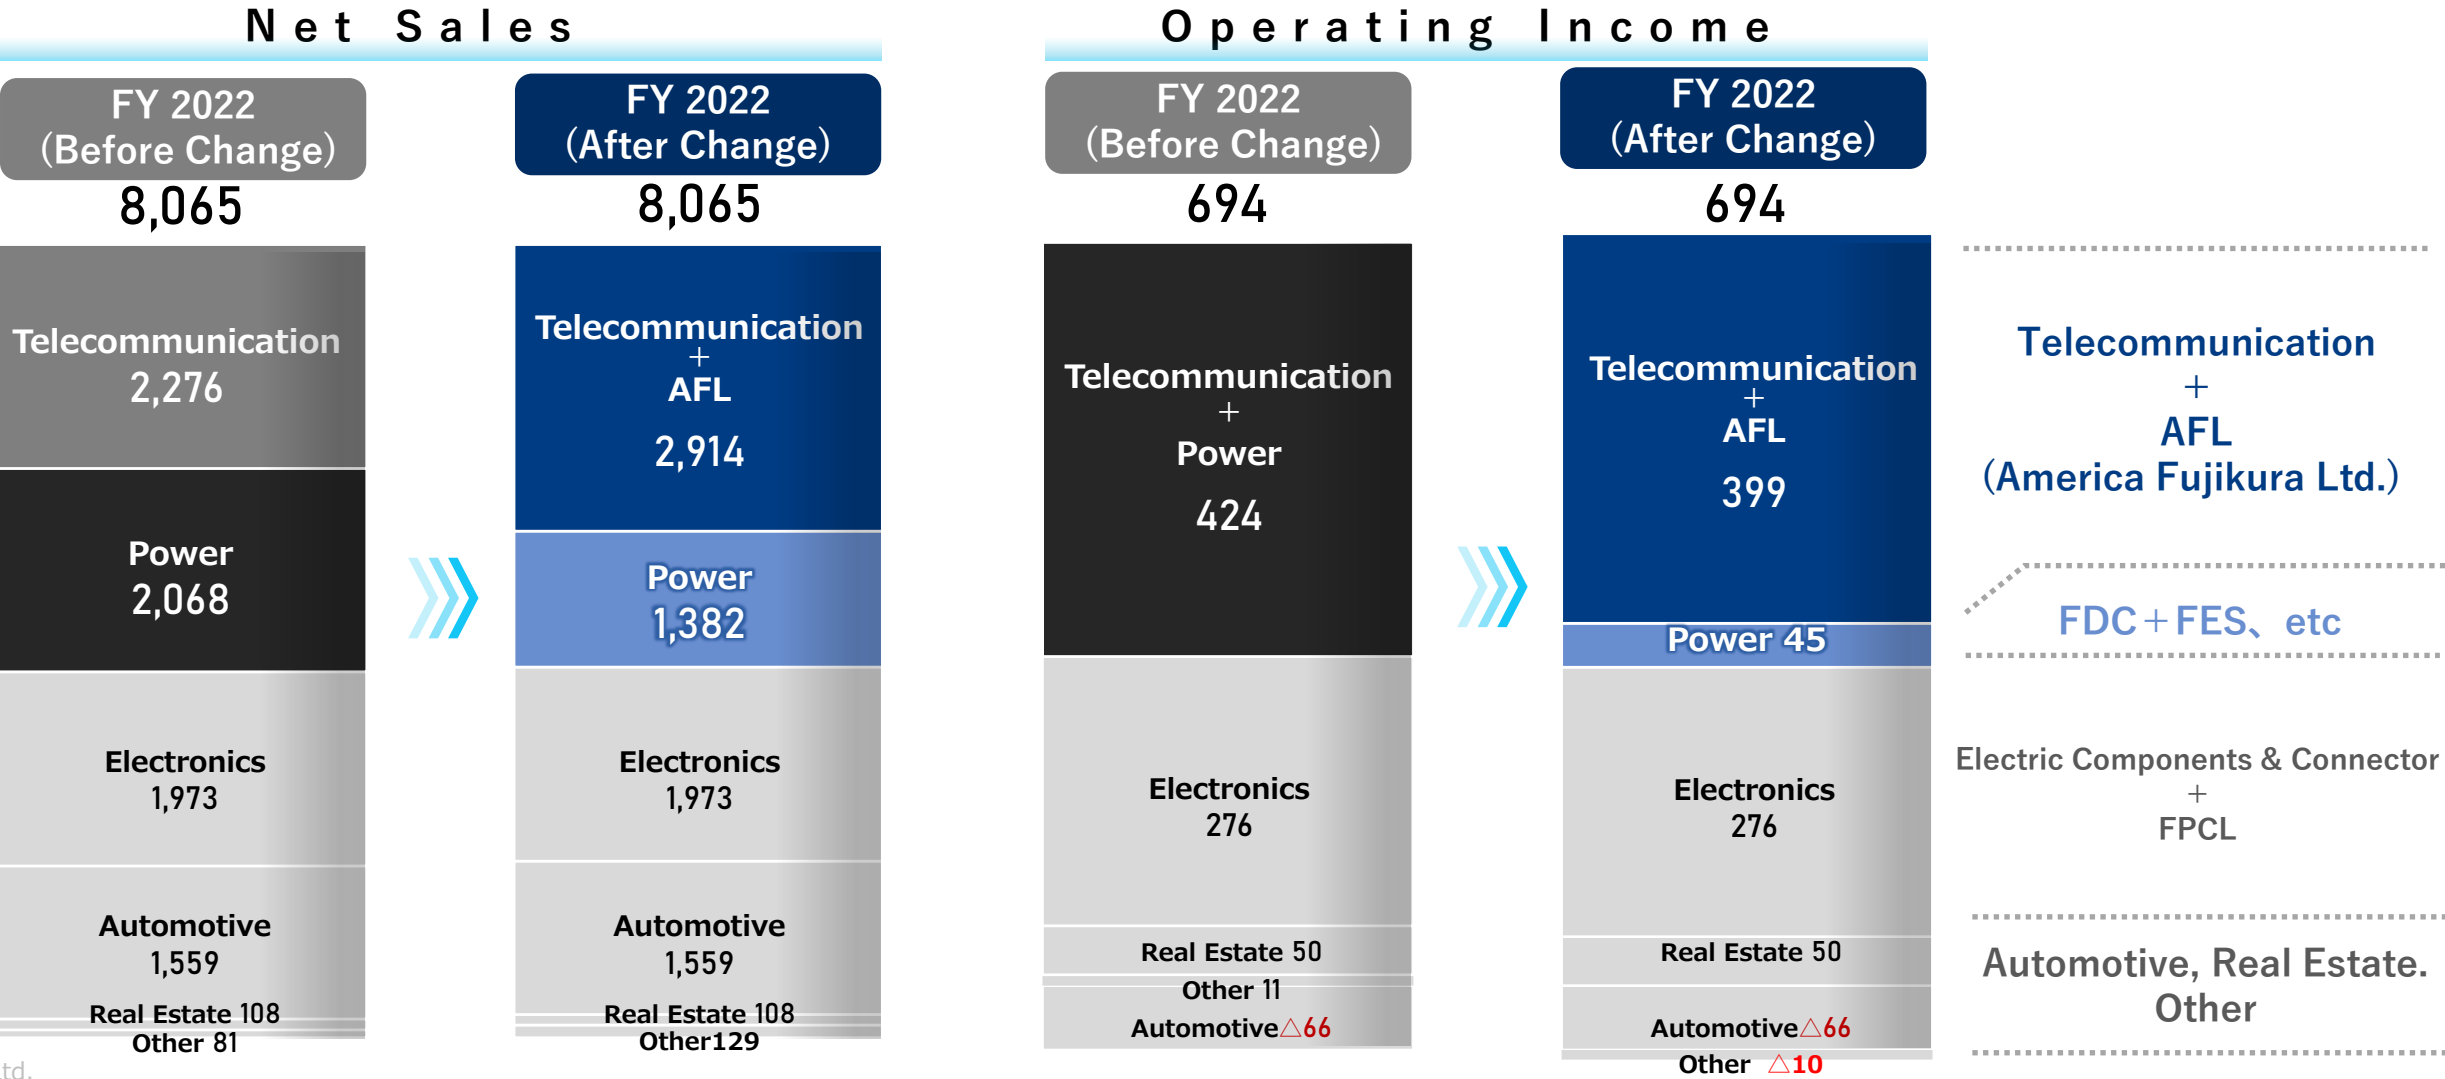 Net Sales
FY 2022
(Before Change)
8,065
Telecommunication
2,276
Power
2,068
Electronics
1,973
Automotive
1,559
Real Estate 108
Other 81
FY 2022
(After Change)
8,065
Telecommunication
+
AFL
2,914
Power
1,382
Electronics
1,973
Automotive
1,559
Real Estate 108
Other129
Operating Income
FY 2022
(Before Change)
694
Telecommunication
+
Power
424
Electronics
276
Real Estate 50
Other 11
Automotive△66
FY 2022
(After Change)
694
Telecommunication
+
AFL
399
Power 45
Electronics
276
Real Estate 50
Automotive△66
Other △10
Telecommunication
+
AFL
(America Fujikura Ltd.)
FDC+FES、etc
Electric Components & Connector
+
FPCL
Automotive, Real Estate.
Other
td.